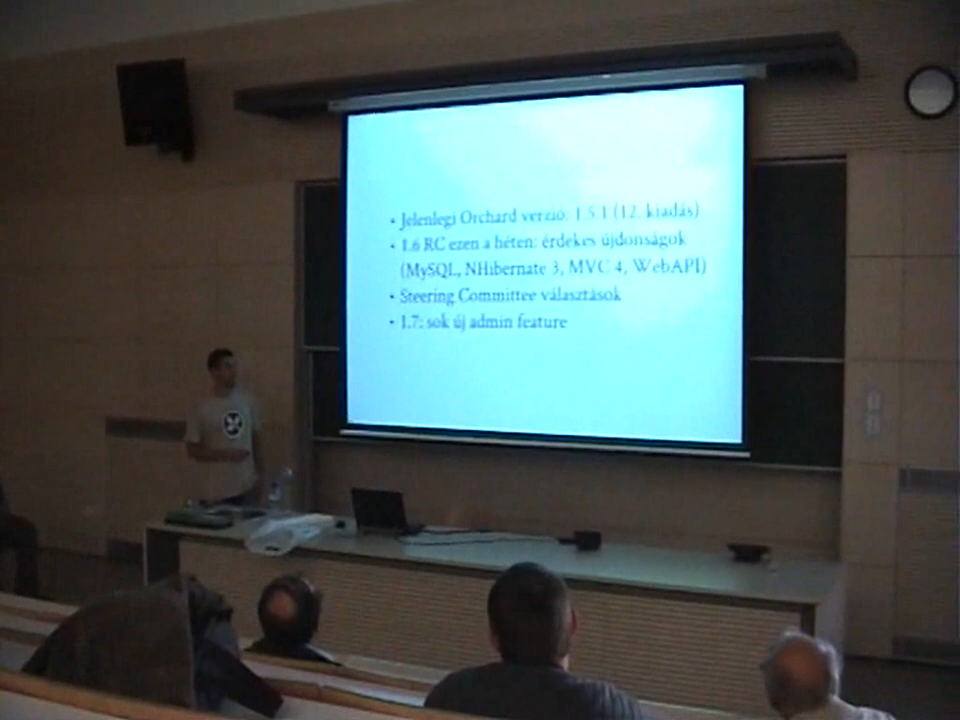 • Jelenlegi Orchard verzió: 1.5.1 (12. kiadás)
• 1.6 RC ezen a héten: érdekes újdonságok
(MySQL, NHibernate 3, MVC 4, WebAPI)
• Steering Committee választások
• 1.7: sok új admin feature